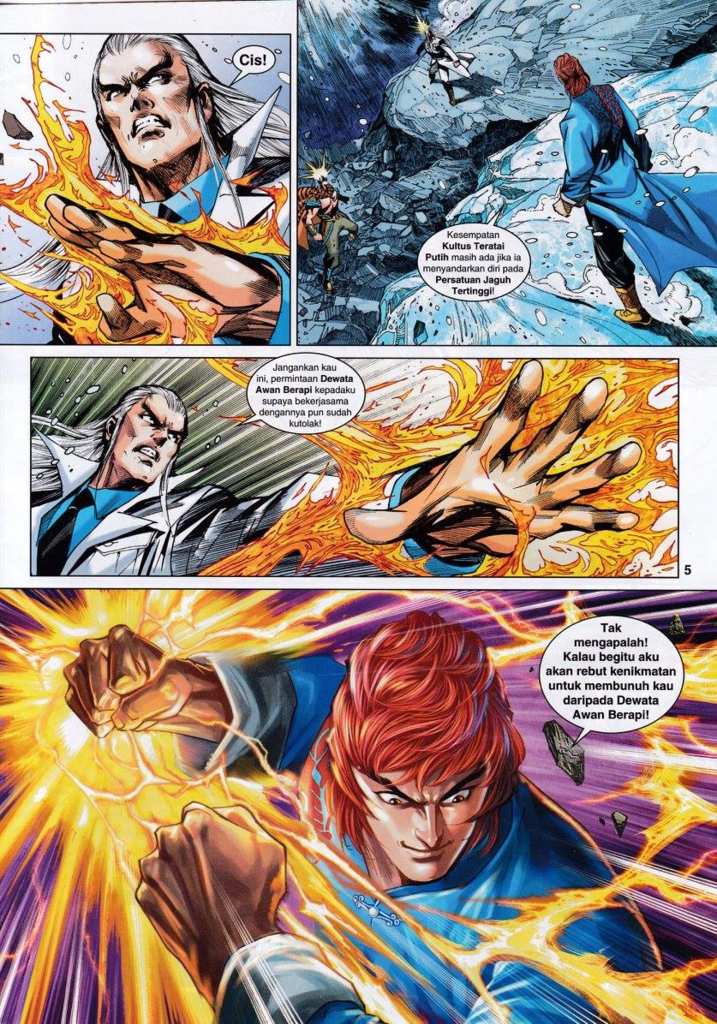 Cis!
Kesempatan
Kultus Teratai
Putih masih ada jika ia
menyandarkan diri pada
Persatuan Jaguh
Tertinggi!
Jangankan kau
ini, permintaan Dewata
Awan Berapi kepadaku
supaya bekerjasama
dengannya pun sudah
kutolak!
5
Tak
mengapalah!
Kalau begitu aku
akan rebut kenikmatan
untuk membunuh kau
daripada Dewata
Awan Berapi!